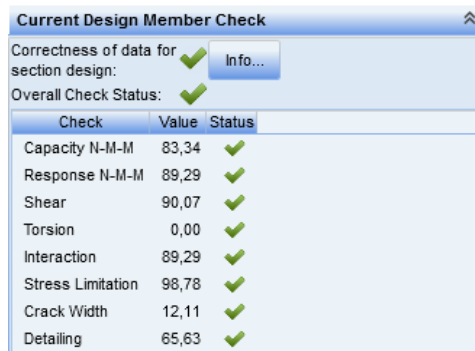 Current Design Member Check
Correctness of data for
section design:
Info...
Overall Check Status:
Check Value Status
Capacity N-M-M 83,34
Response N-M-M 89,29
Shear 90,07
Torsion 0,00
Interaction 89,29
Stress Limitation 98,78
Crack Width 12,11
Detailing 65,63